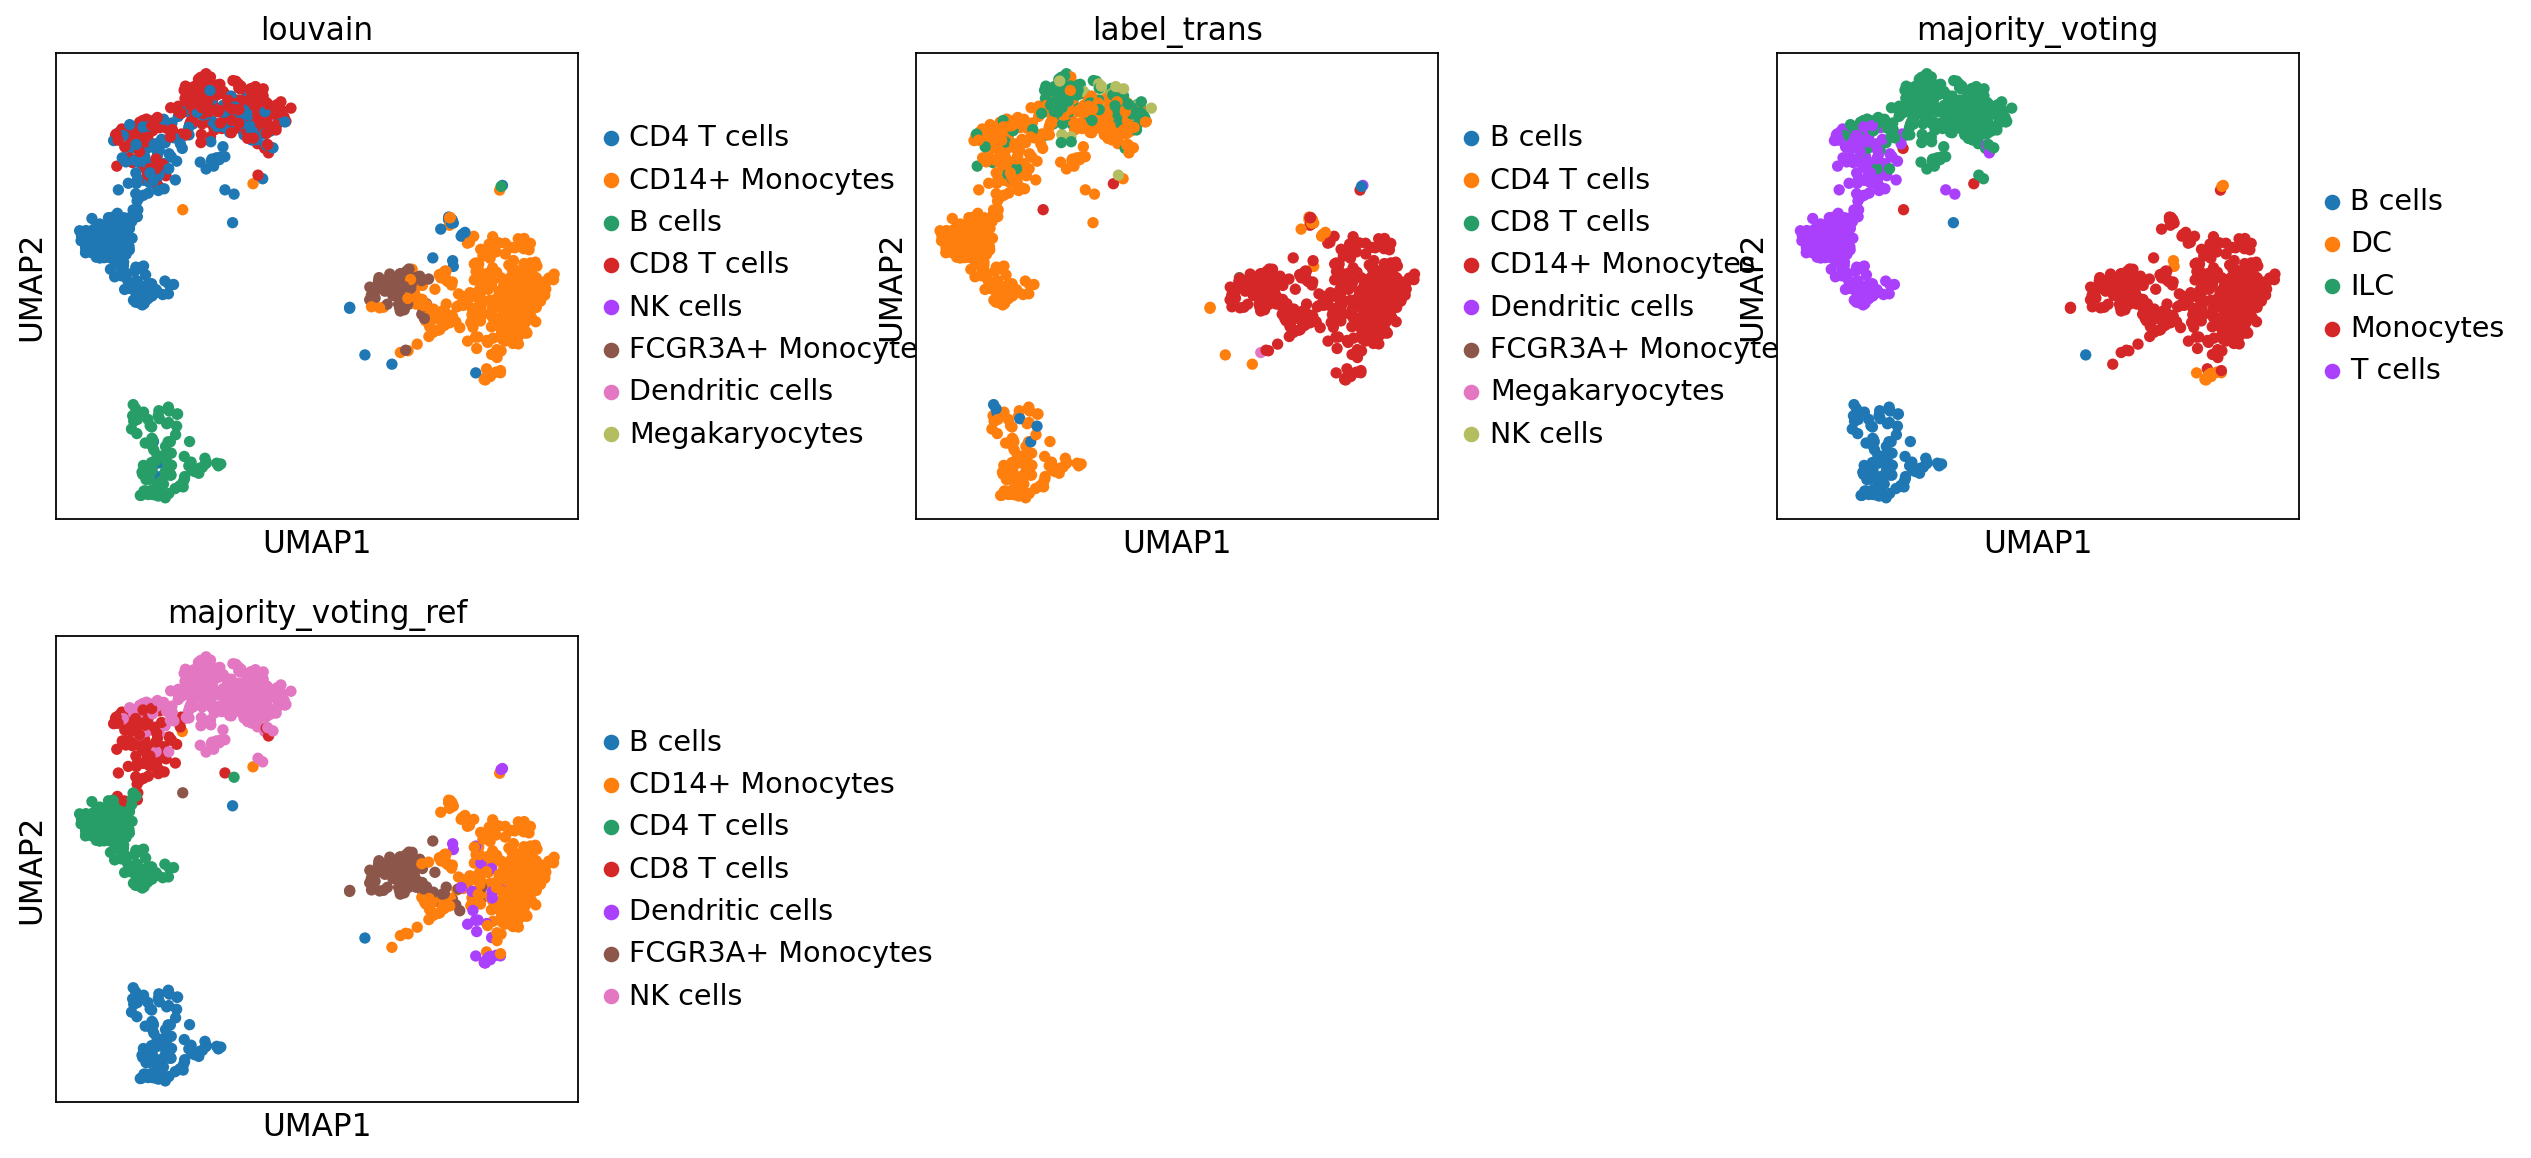 louvain
UMAP2
UMAP1
CD4 T cells
CD14+ Monocytes
B cells
CD8 T cells
NK cells
FCGR3A+ Monocyte
Dendritic cells
Megakaryocytes
label_trans
UMAP2
UMAP1
B cells
CD4 T cells
CD8 T cells
CD14+ Monocytes
Dendritic cells
FCGR3A+ Monocyte
Megakaryocytes
NK cells
majority_voting
UMAP2
UMAP1
B cells
DC
ILC
Monocytes
T cells
majority_voting_ref
UMAP2
UMAP1
B cells
CD14+ Monocytes
CD4 T cells
CD8 T cells
Dendritic cells
FCGR3A+ Monocytes
NK cells